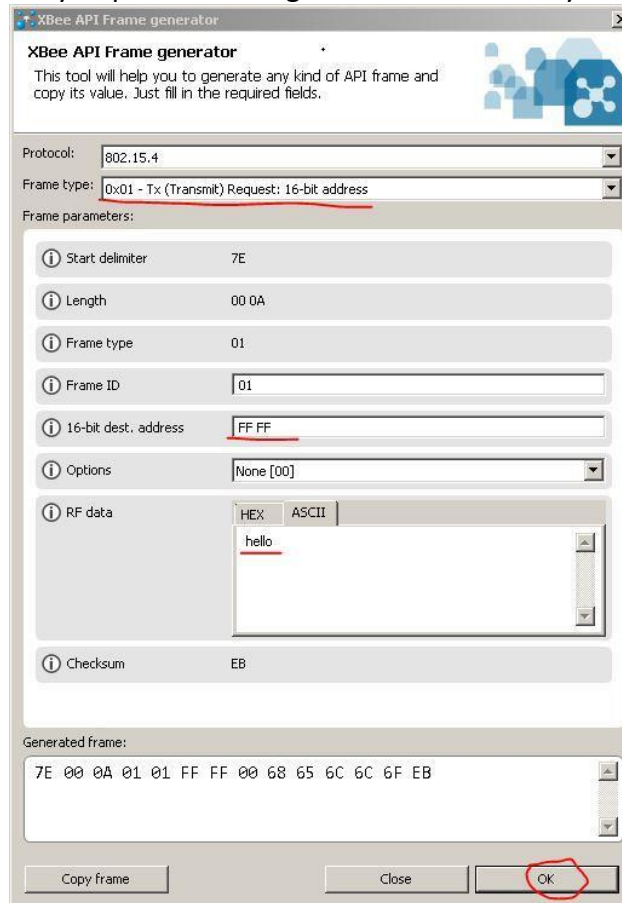 XBee API Frame generator
XBee API Frame generator
This tool will help you to generate any kind of API frame and
copy its value. Just fill in the required fields.
Protocol: 802.15.4
Frame type: 0x01 - Tx (Transmit) Request: 16-bit address
Frame parameters:
Start delimiter 7E
Length 00 0A
Frame type 01
Frame ID 01
16-bit dest. address FF FF
Options None [00]
RF data HEX ASCII
hello
Checksum EB
Generated frame:
7E 00 0A 01 01 FF FF 00 68 65 6C 6C 6F EB
Copy frame Close OK